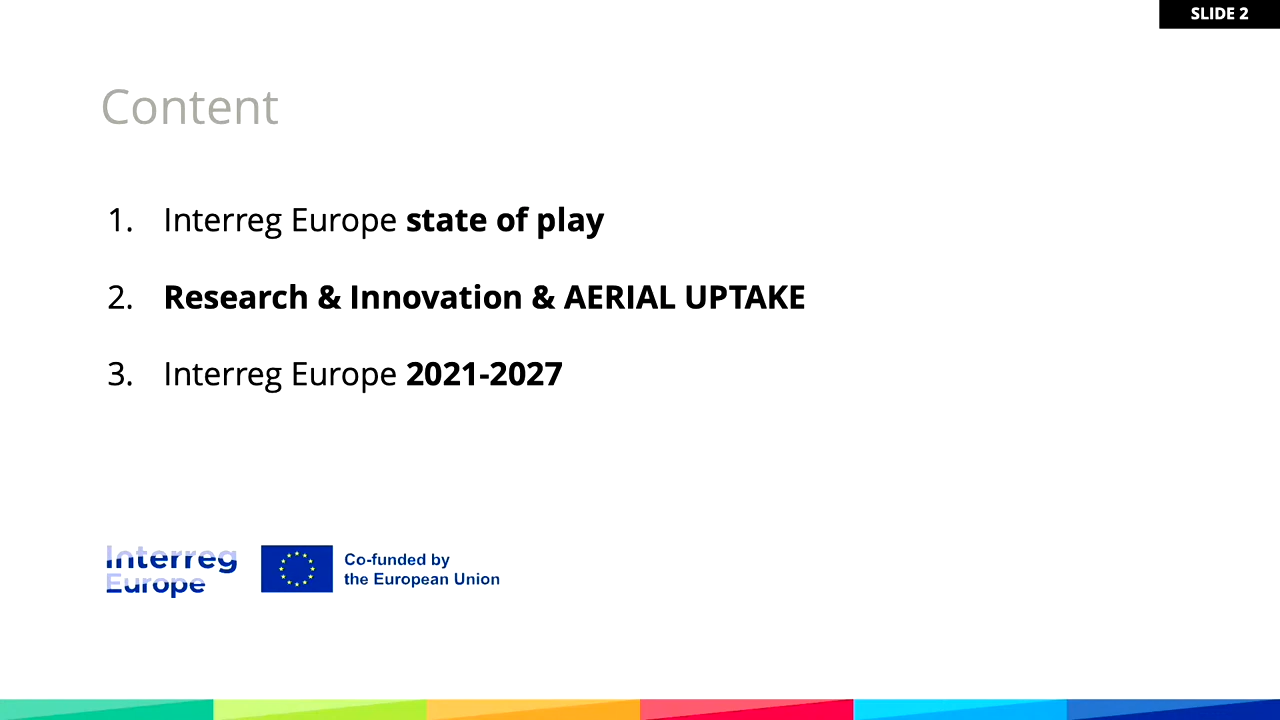 SLIDE 2
Content
1. Interreg Europe state of play
2. Research & Innovation & AERIAL UPTAKE
3. Interreg Europe 2021-2027
Interreg
Europe
Co-funded by
the European Union